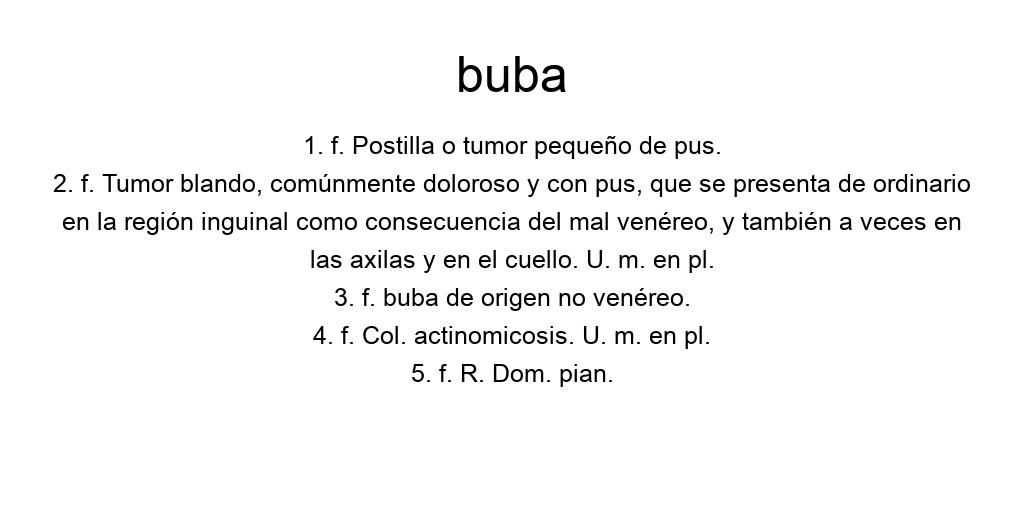 buba
1. f. Postilla o tumor pequeño de pus.
2. f. Tumor blando, comúnmente doloroso y con pus, que se presenta de ordinario
en la región inguinal como consecuencia del mal venéreo, y también a veces en
las axilas y en el cuello. U. m. en pl.
3. f. buba de origen no venéreo.
4. f. Col. actinomicosis. U. m. en pl.
5. f. R. Dom. pian.